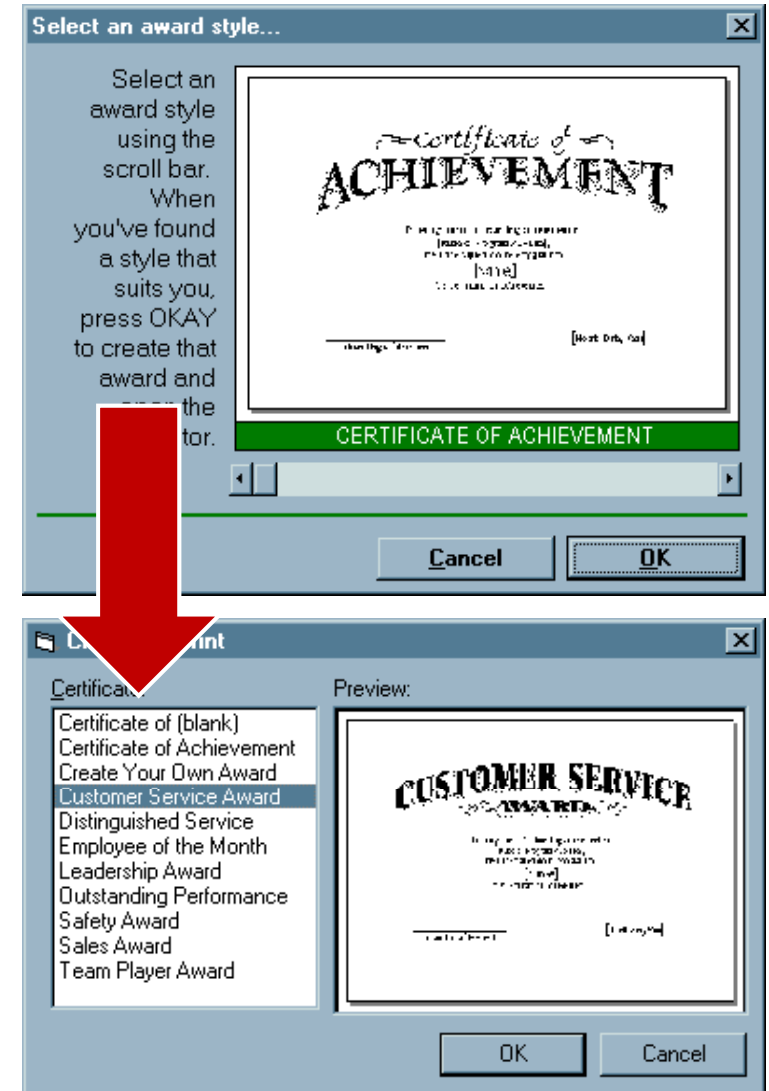 Select an award style...
Select an
award style
using the
scroll bar.
When
you've found
a style that
suits you,
press OKAY
to create that
award and
the
Certificate of
ACHIEVEMENT
CERTIFICATE OF ACHIEVEMENT
Cancel
OK
Preview:
Certificate of (blank)
Certificate of Achievement
Create Your Own Award
Customer Service Award
Distinguished Service
Employee of the Month
Leadership Award
Outstanding Performance
Safety Award
Sales Award
Team Player Award
CUSTOMER SERVICE
AWARD
OK
Cancel